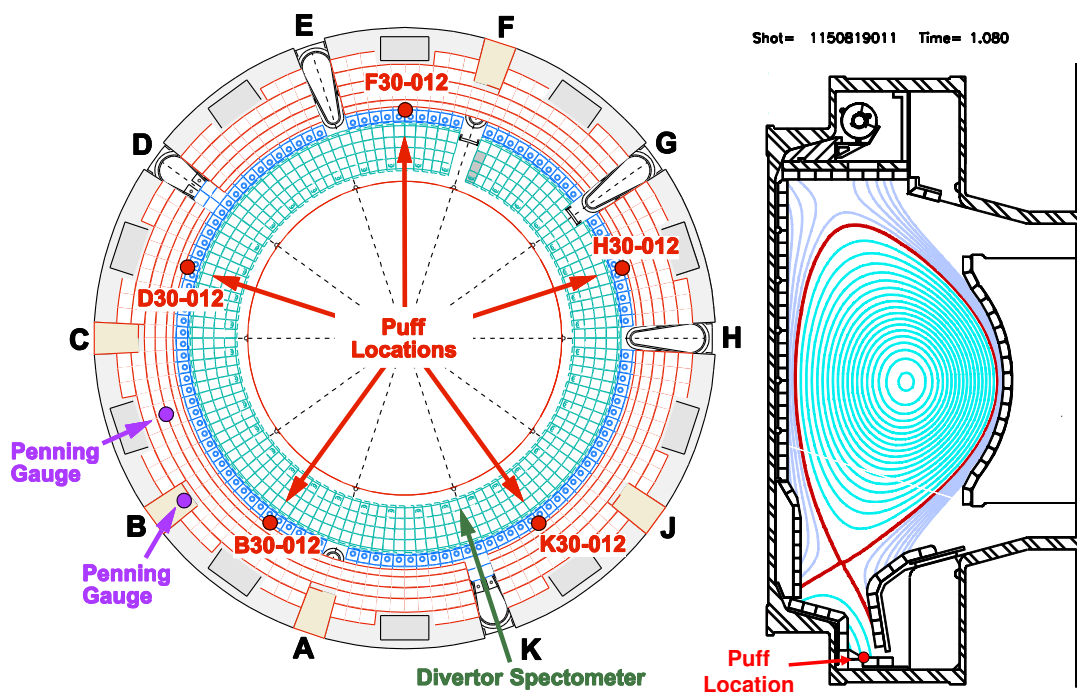 Shot= 1150819011 Time= 1.080
E
F
F30-012
D
G
H30-012
D30-012
Puff
Locations
C
H
Penning
Gauge
B
B30-012
K30-012
J
Penning
Gauge
A
K
Divertor Spectometer
Puff
Location